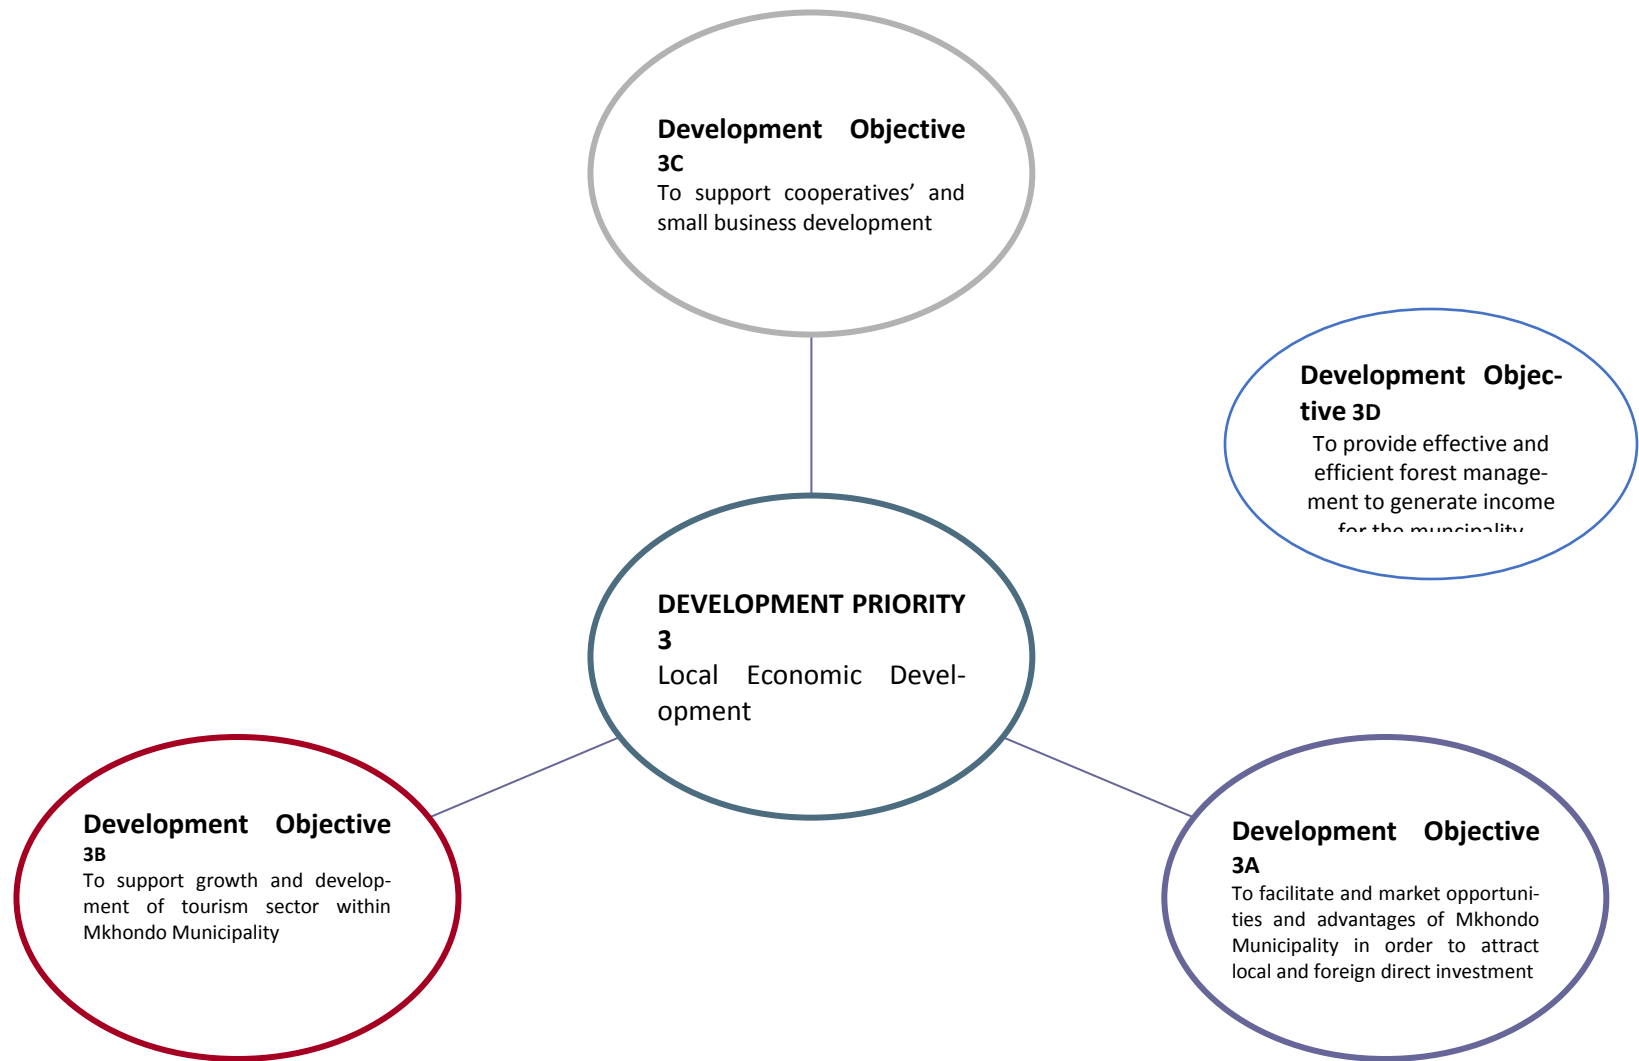 Development Objective
3C
To support cooperatives’ and
small business development
Development Objec-
tive 3D
To provide effective and
efficient forest manage-
ment to generate income
for the muncipality
DEVELOPMENT PRIORITY
3
Local Economic Devel-
opment
Development Objective
3B
To support growth and develop-
ment of tourism sector within
Mkhondo Municipality
Development Objective
3A
To facilitate and market opportuni-
ties and advantages of Mkhondo
Municipality in order to attract
local and foreign direct investment